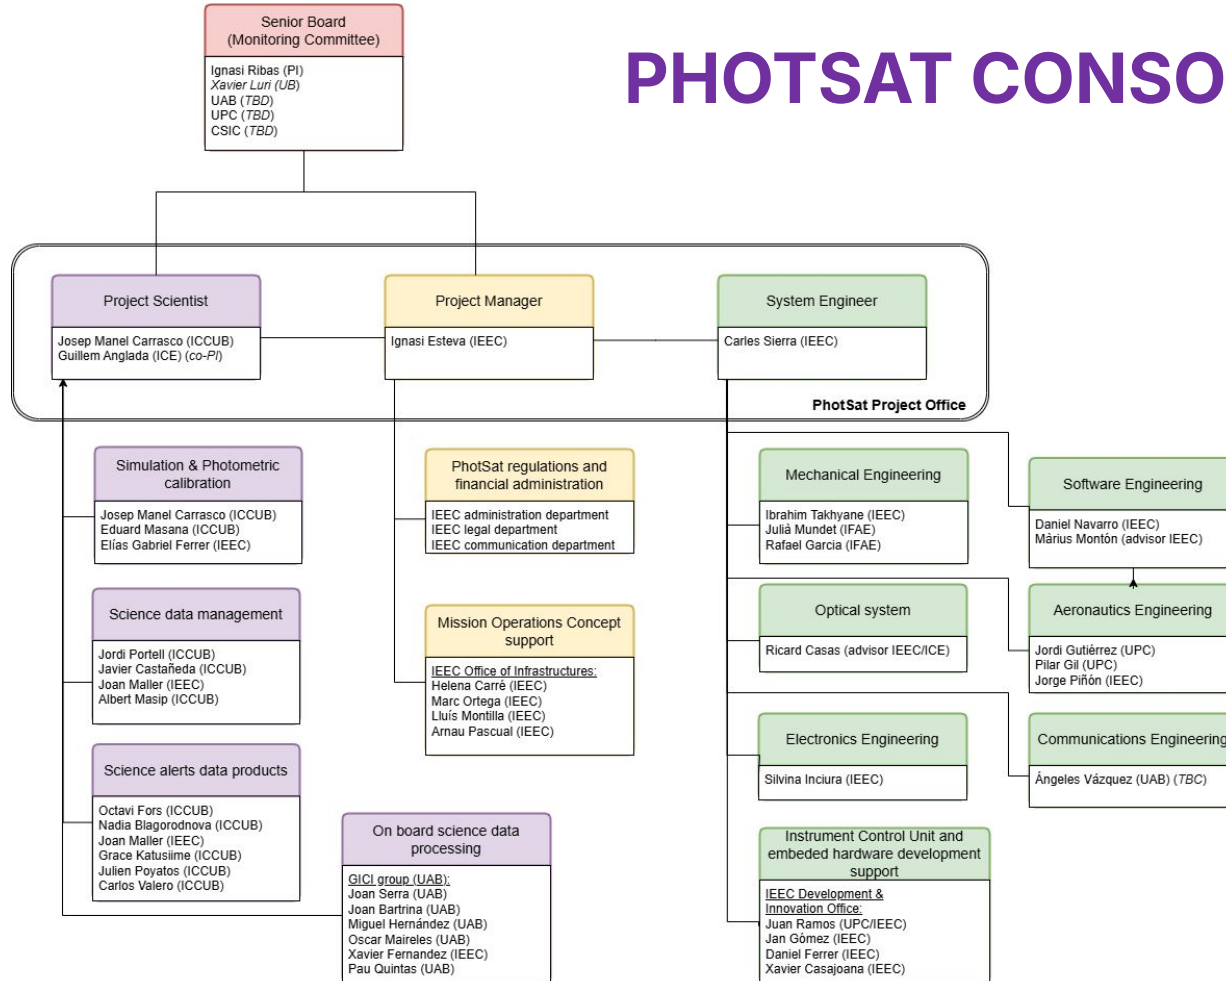 Senior Board
(Monitoring Committee)
Ignasi Ribas (PI)
Xavier Luri (UB)
UAB (TBD)
UPC (TBD)
CSIC (TBD)
PHOTSAT CONSO
Project Scientist
Josep Manel Carrasco (ICCUB)
Guillem Anglada (ICE) (co-PI)
Project Manager
Ignasi Esteva (IEEC)
System Engineer
Carles Sierra (IEEC)
PhotSat Project Office
Simulation & Photometric
calibration
Josep Manel Carrasco (ICCUB)
Eduard Masana (ICCUB)
Elías Gabriel Ferrer (IEEC)
Science data management
Jordi Portell (ICCUB)
Javier Castañeda (ICCUB)
Joan Maller (IEEC)
Albert Masip (ICCUB)
Science alerts data products
Octavi Fors (ICCUB)
Nadia Blagorodnova (ICCUB)
Joan Maller (IEEC)
Grace Katusiime (ICCUB)
Julien Poyatos (ICCUB)
Carlos Valero (ICCUB)
On board science data
processing
GICI group (UAB):
Joan Serra (UAB)
Joan Bartrina (UAB)
Miguel Hernández (UAB)
Oscar Maireles (UAB)
Xavier Fernandez (IEEC)
Pau Quintas (UAB)
PhotSat regulations and
financial administration
IEEC administration department
IEEC legal department
IEEC communication department
Mission Operations Concept
support
IEEC Office of Infrastructures:
Helena Carré (IEEC)
Marc Ortega (IEEC)
Lluís Montilla (IEEC)
Arnau Pascual (IEEC)
Mechanical Engineering
Ibrahim Takhyane (IEEC)
Julià Mundet (IFAE)
Rafael Garcia (IFAE)
Optical system
Ricard Casas (advisor IEEC/ICE)
Electronics Engineering
Silvina Inciura (IEEC)
Instrument Control Unit and
embeded hardware development
support
IEEC Development &
Innovation Office:
Juan Ramos (UPC/IEEC)
Jan Gómez (IEEC)
Daniel Ferrer (IEEC)
Xavier Casajoana (IEEC)
Software Engineering
Daniel Navarro (IEEC)
Màrius Montón (advisor IEEC)
Aeronautics Engineering
Jordi Gutiérrez (UPC)
Pilar Gil (UPC)
Jorge Piñón (IEEC)
Communications Engineering
Ángeles Vázquez (UAB) (TBC)